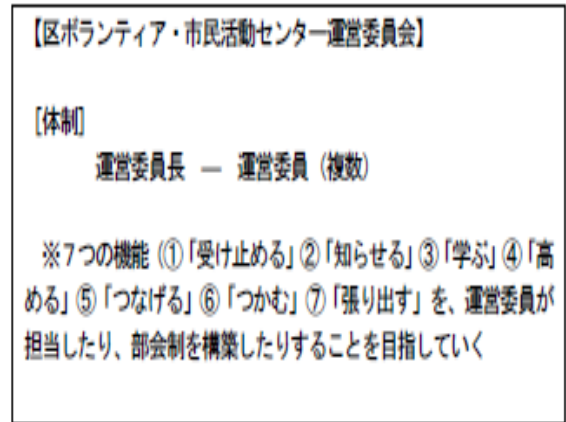 【区ボランティア・市民活動センター運営委員会】
[体制]
運営委員長 ― 運営委員（複数）
※７つの機能（①「受け止める」②「知らせる」③「学ぶ」④「高
める」⑤「つなげる」⑥「つかむ」⑦「張り出す」を、運営委員が
担当したり、部会制を構築したりすることを目指していく